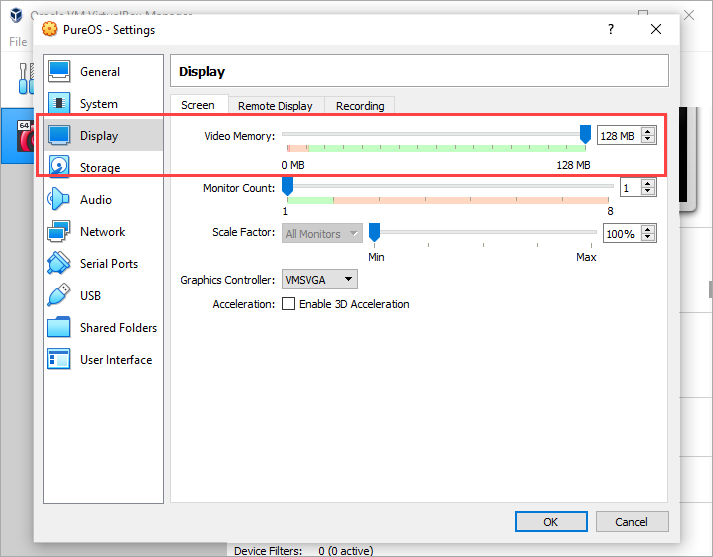 Oracle VM VirtualBox Manager
File
64
PureOS - Settings
?
General
System
Display
Storage
Audio
Network
Serial Ports
USB
Shared Folders
User Interface
Display
Screen Remote Display Recording
Video Memory: 128 MB
0 MB 128 MB
Monitor Count: 1
1 8
Scale Factor: All Monitors 100%
Min Max
Graphics Controller: VMSVGA
Acceleration: Enable 3D Acceleration
OK Cancel
Device Filters: 0 (0 active)